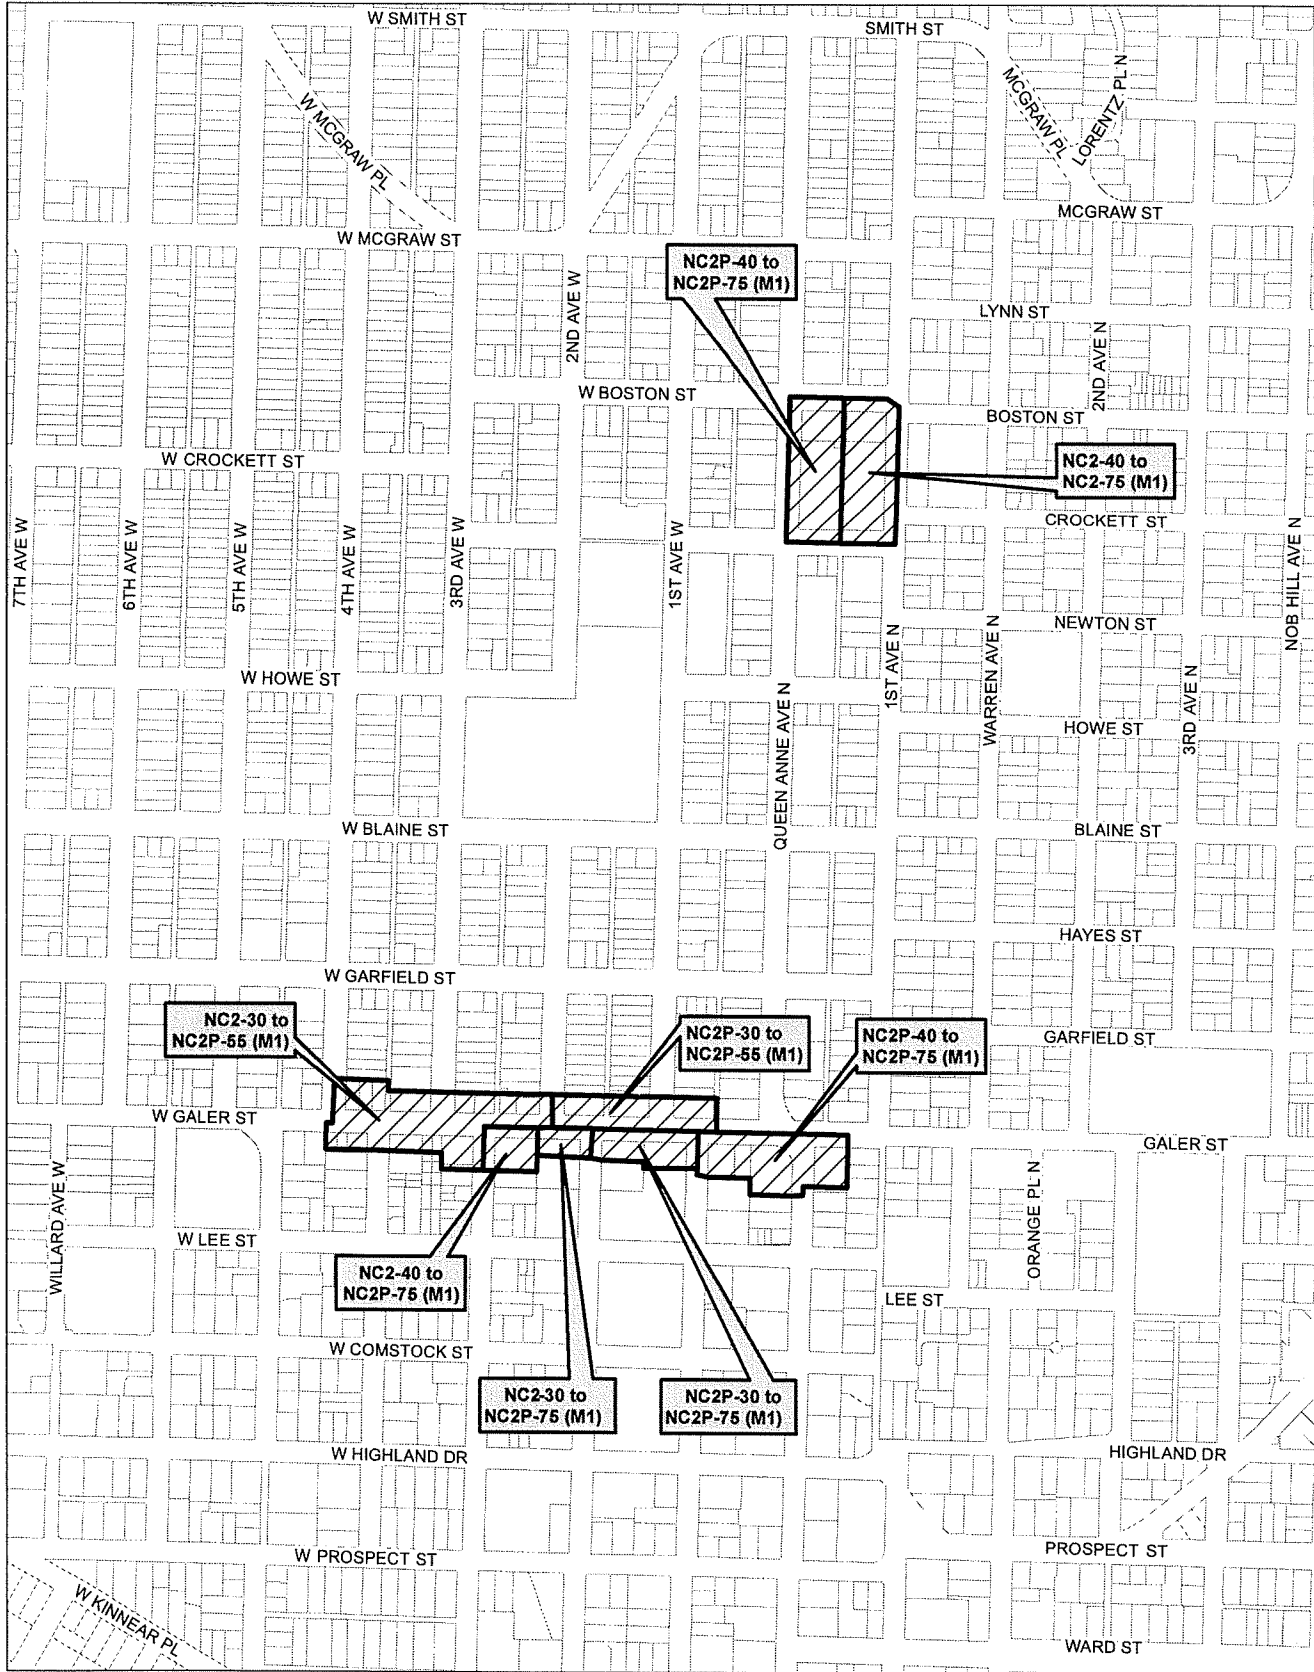 W SMITH ST
SMITH ST
W MCGRAW PL
MCGRAW PL
LORENTZ PL N
MCGRAW ST
W MCGRAW ST
NC2P-40 to
NC2P-75 (M1)
2ND AVE W
LYNN ST
2ND AVE N
W BOSTON ST
BOSTON ST
W CROCKETT ST
NC2-40 to
NC2-75 (M1)
CROCKETT ST
7TH AVE W
6TH AVE W
5TH AVE W
4TH AVE W
3RD AVE W
1ST AVE W
NOB HILL AVE N
NEWTON ST
W HOWE ST
QUEEN ANNE AVE N
1ST AVE N
WARREN AVE N
3RD AVE N
HOWE ST
W BLAINE ST
BLAINE ST
HAYES ST
W GARFIELD ST
NC2-30 to
NC2P-55 (M1)
NC2P-30 to
NC2P-55 (M1)
NC2P-40 to
NC2P-75 (M1)
GARFIELD ST
W GALER ST
GALER ST
WILLARD AVE W
ORANGE PL N
W LEE ST
NC2-40 to
NC2P-75 (M1)
LEE ST
W COMSTOCK ST
NC2-30 to
NC2P-75 (M1)
NC2P-30 to
NC2P-75 (M1)
W HIGHLAND DR
HIGHLAND DR
W PROSPECT ST
PROSPECT ST
W KINNEAR PL
WARD ST